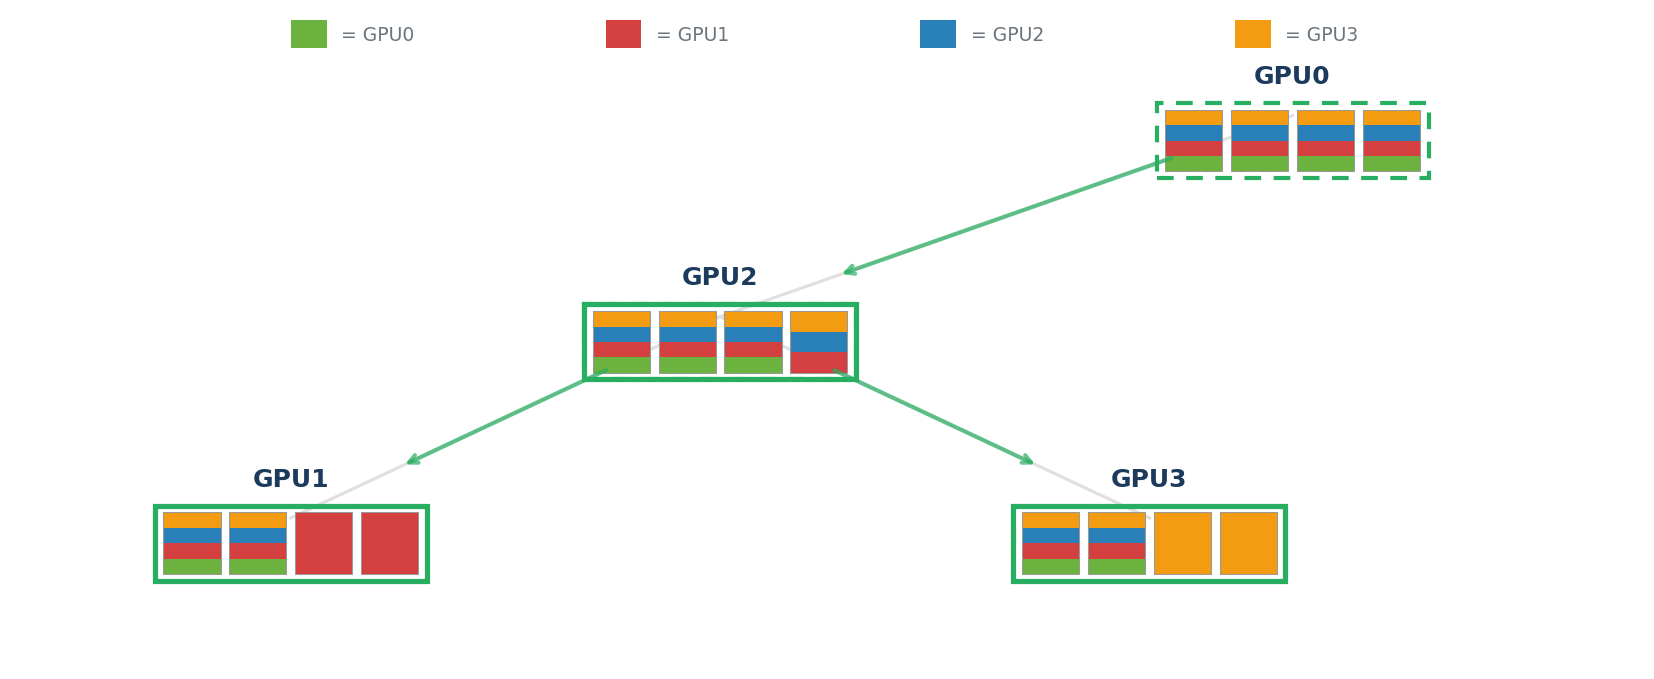 = GPU0
= GPU1
= GPU2
= GPU3
GPU0
GPU2
GPU1
GPU3